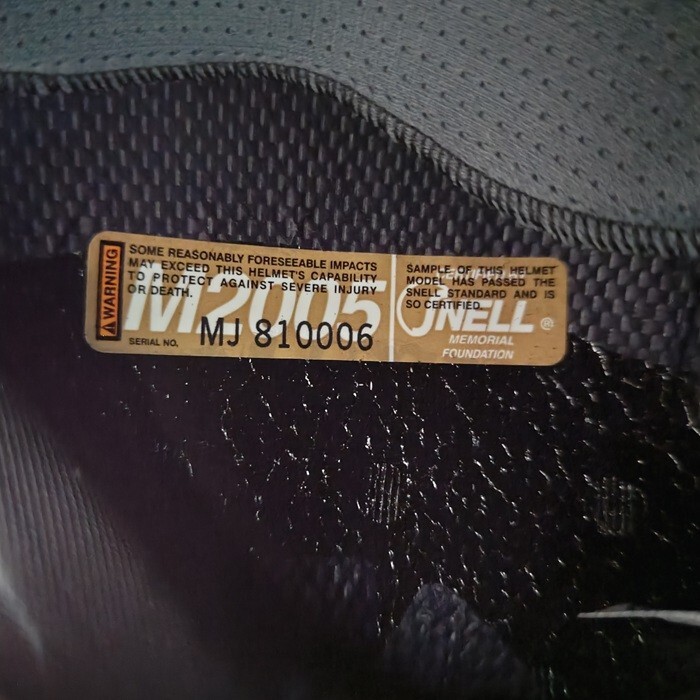 WARNING
SOME REASONABLY FORESEEABLE IMPACTS
MAY EXCEED THIS HELMET'S CAPABILITY
TO PROTECT AGAINST SEVERE INJURY
OR DEATH.
M2005
SERIAL NO. MJ 810006
SAMPLE OF THIS HELMET
MODEL HAS PASSED THE
SNELL STANDARD AND IS
SO CERTIFIED
SNELL ®
MEMORIAL
FOUNDATION